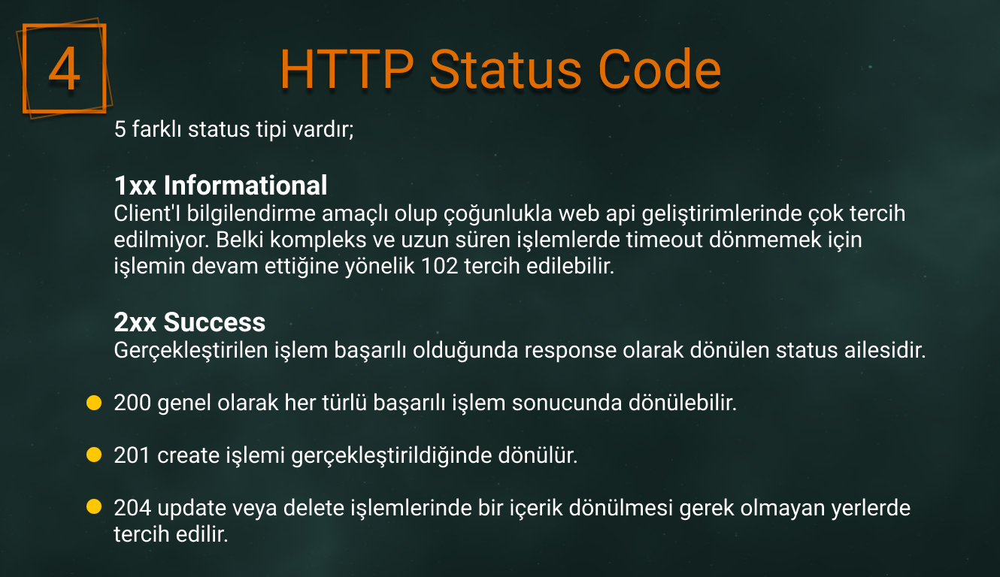 4
HTTP Status Code
5 farklı status tipi vardır;
1xx Informational
Client'I bilgilendirme amaçlı olup çoğunlukla web api geliştirimlerinde çok tercih
edilmiyor. Belki kompleks ve uzun süren işlemlerde timeout dönmemek için
işlemin devam ettiğine yönelik 102 tercih edilebilir.
2xx Success
Gerçekleştirilen işlem başarılı olduğunda response olarak dönülen status ailesidir.
200 genel olarak her türlü başarılı işlem sonucunda dönülebilir.
201 create işlemi gerçekleştirildiğinde dönülür.
204 update veya delete işlemlerinde bir içerik dönülmesi gerek olmayan yerlerde
tercih edilir.